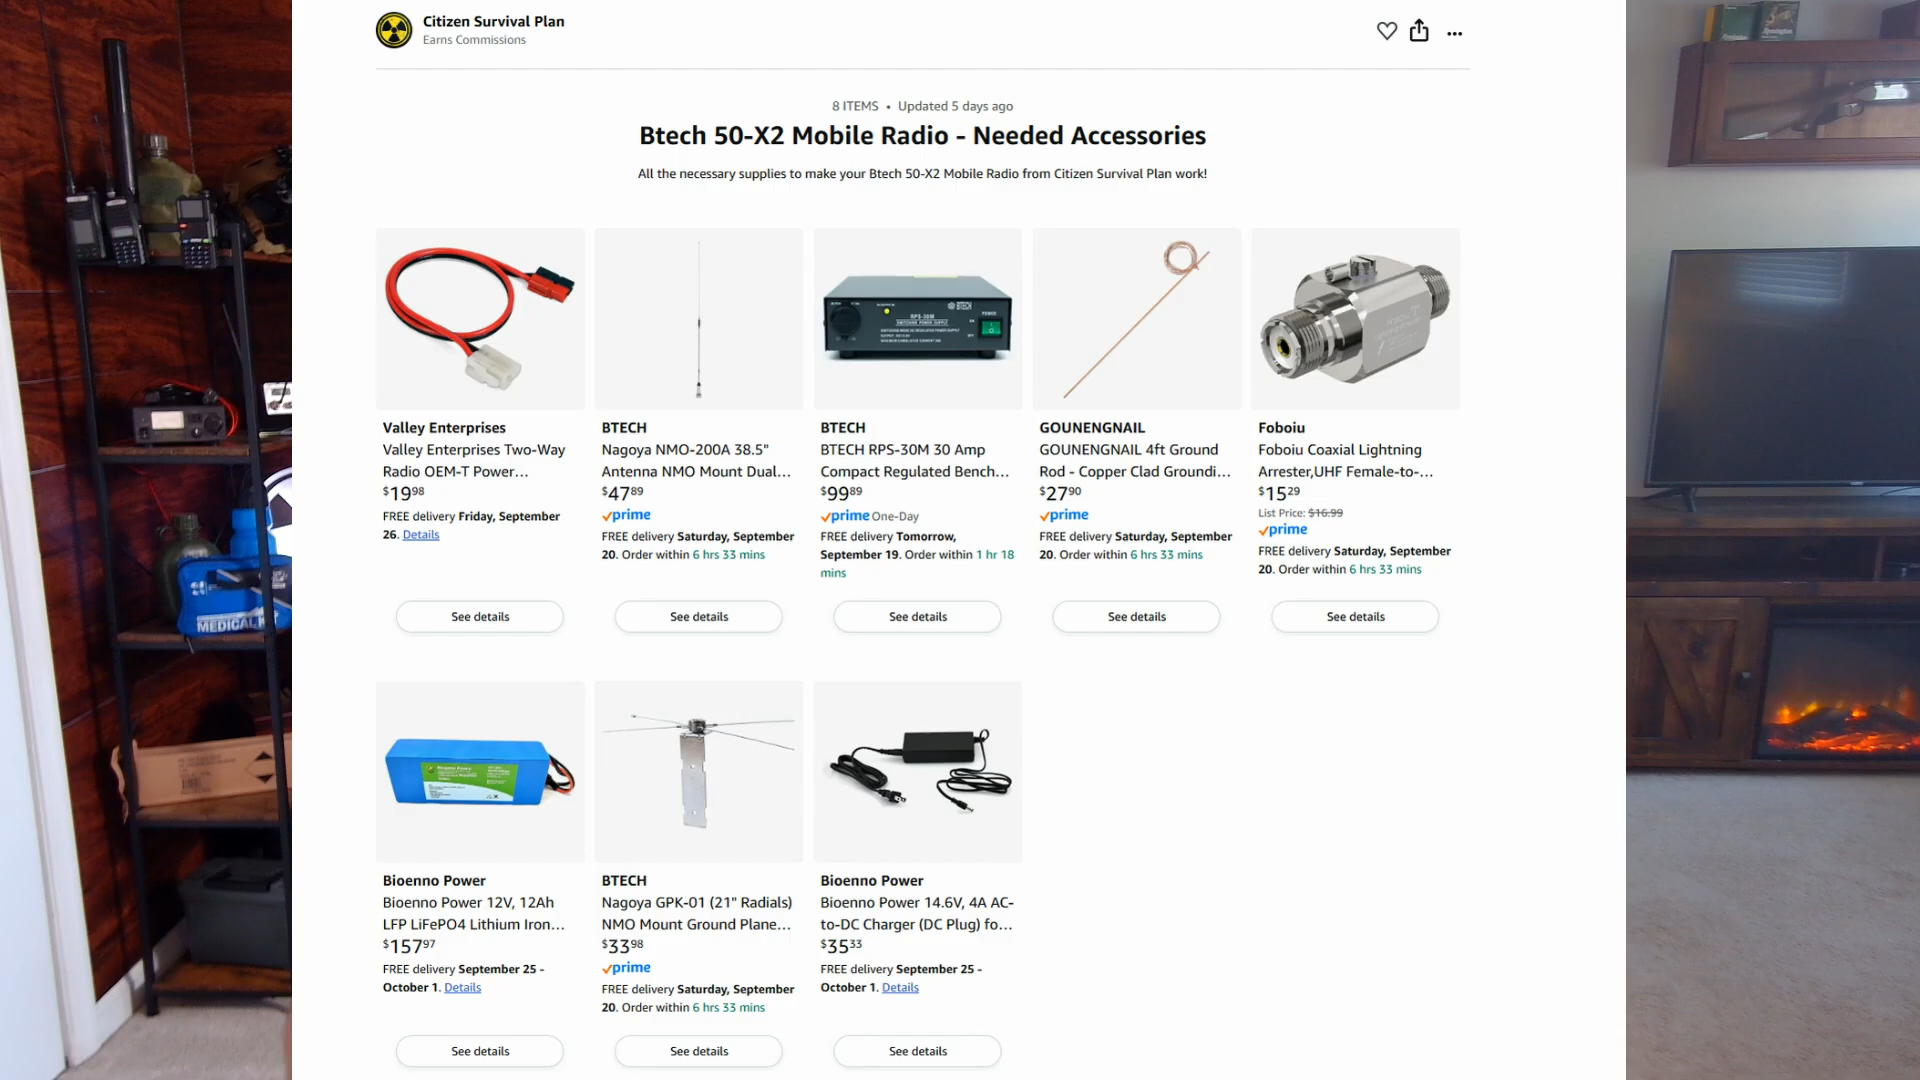 Citizen Survival Plan
Earns Commissions
8 ITEMS • Updated 5 days ago
Btech 50-X2 Mobile Radio - Needed Accessories
All the necessary supplies to make your Btech 50-X2 Mobile Radio from Citizen Survival Plan work!
Valley Enterprises
Valley Enterprises Two-Way
Radio OEM-T Power...
$19.98
FREE delivery Friday, September
26. Details
See details
BTECH
Nagoya NMO-200A 38.5"
Antenna NMO Mount Dual...
$47.89
prime
FREE delivery Saturday, September
20. Order within 6 hrs 33 mins
See details
BTECH
RPS-30M
POWER
BTECH
BTECH RPS-30M 30 Amp
Compact Regulated Bench...
$99.89
prime One-Day
FREE delivery Tomorrow,
September 19. Order within 1 hr 18
mins
See details
GOUNENGNAIL
GOUNENGNAIL 4ft Ground
Rod - Copper Clad Groundi...
$27.90
prime
FREE delivery Saturday, September
20. Order within 6 hrs 33 mins
See details
Foboiu
Foboiu Coaxial Lightning
Arrester,UHF Female-to-...
$15.29
List Price: $16.99
prime
FREE delivery Saturday, September
20. Order within 6 hrs 33 mins
See details
Bioenno Power
Bioenno Power 12V, 12Ah
LFP LiFePO4 Lithium Iron...
$157.97
FREE delivery September 25 -
October 1. Details
See details
BTECH
Nagoya GPK-01 (21" Radials)
NMO Mount Ground Plane...
$33.98
prime
FREE delivery Saturday, September
20. Order within 6 hrs 33 mins
See details
Bioenno Power
Bioenno Power 14.6V, 4A AC-
to-DC Charger (DC Plug) fo...
$35.33
FREE delivery September 25 -
October 1. Details
See details
MEDICAL
Remington